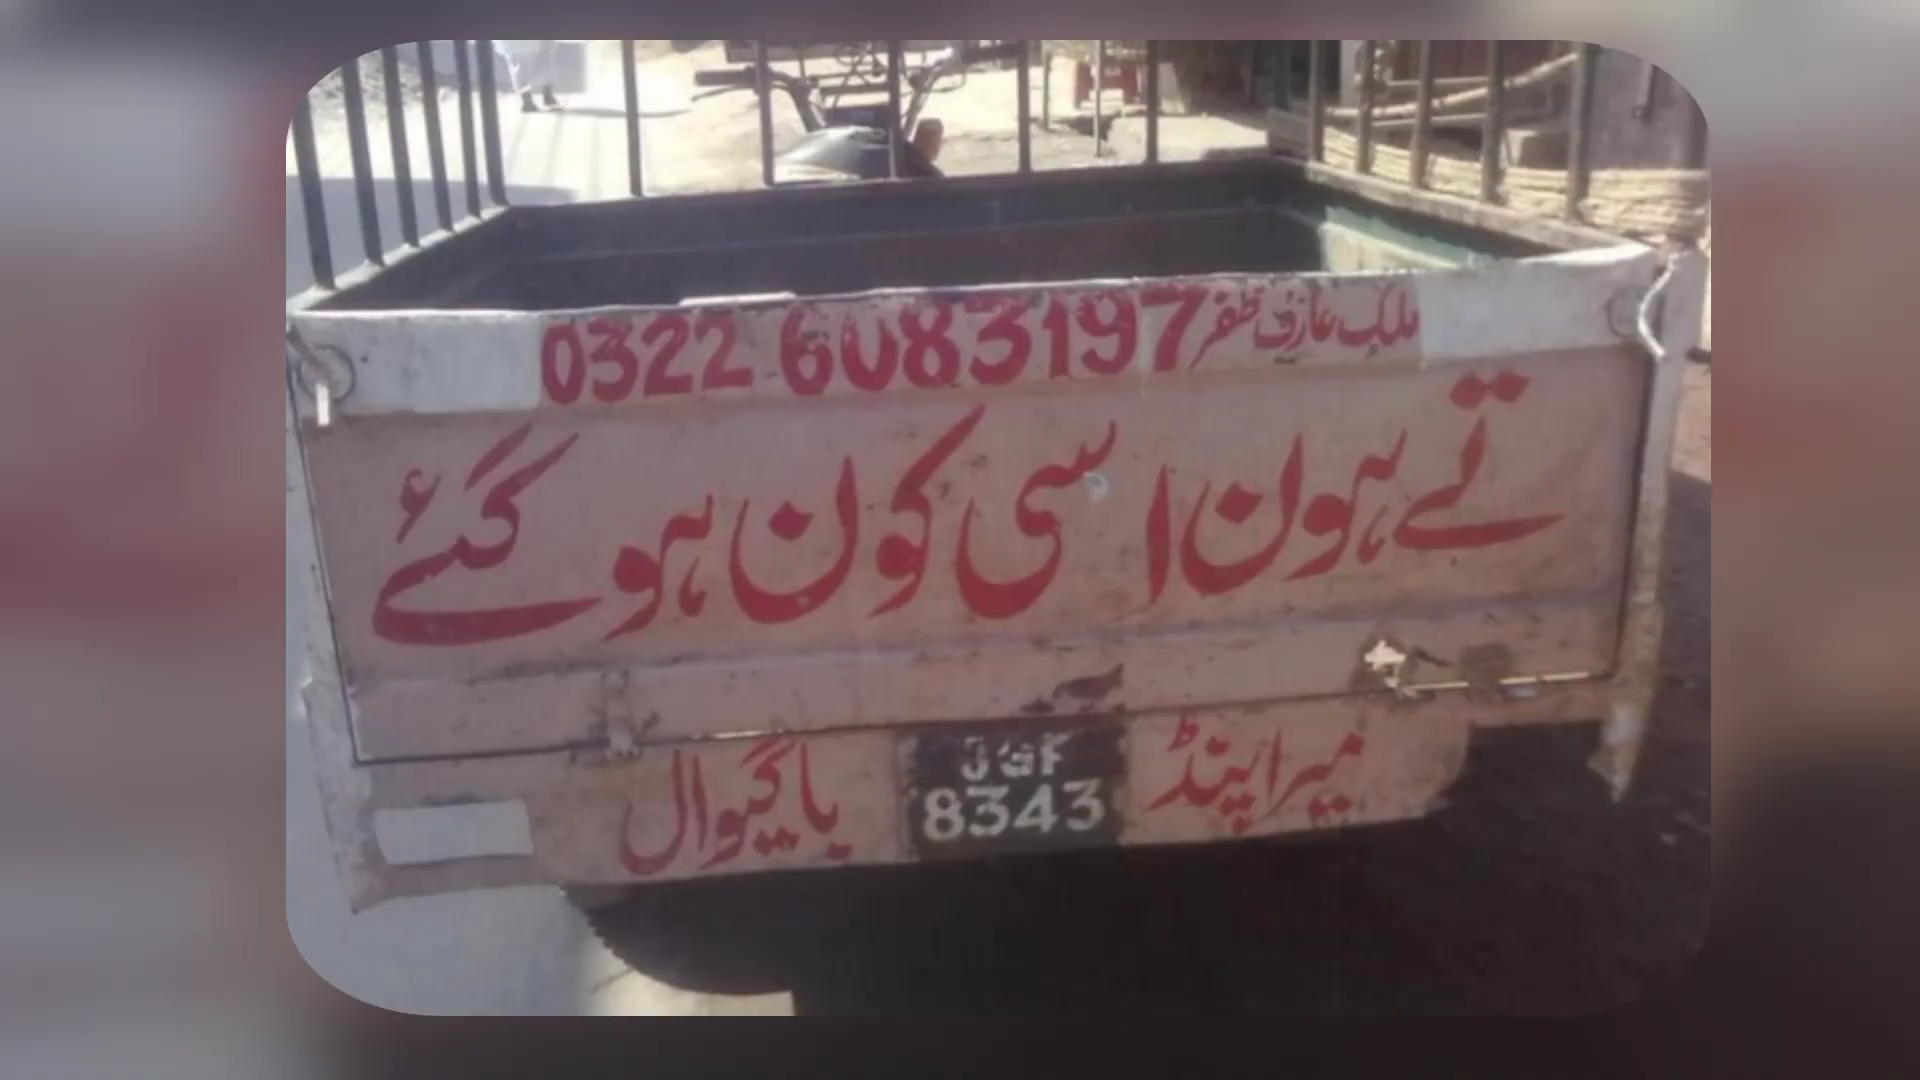 0322 6083197 ملک عارف ظفر
تے ہون اسی کون ہو گئے
میرا پنڈ
JGF
8343
باگیوال